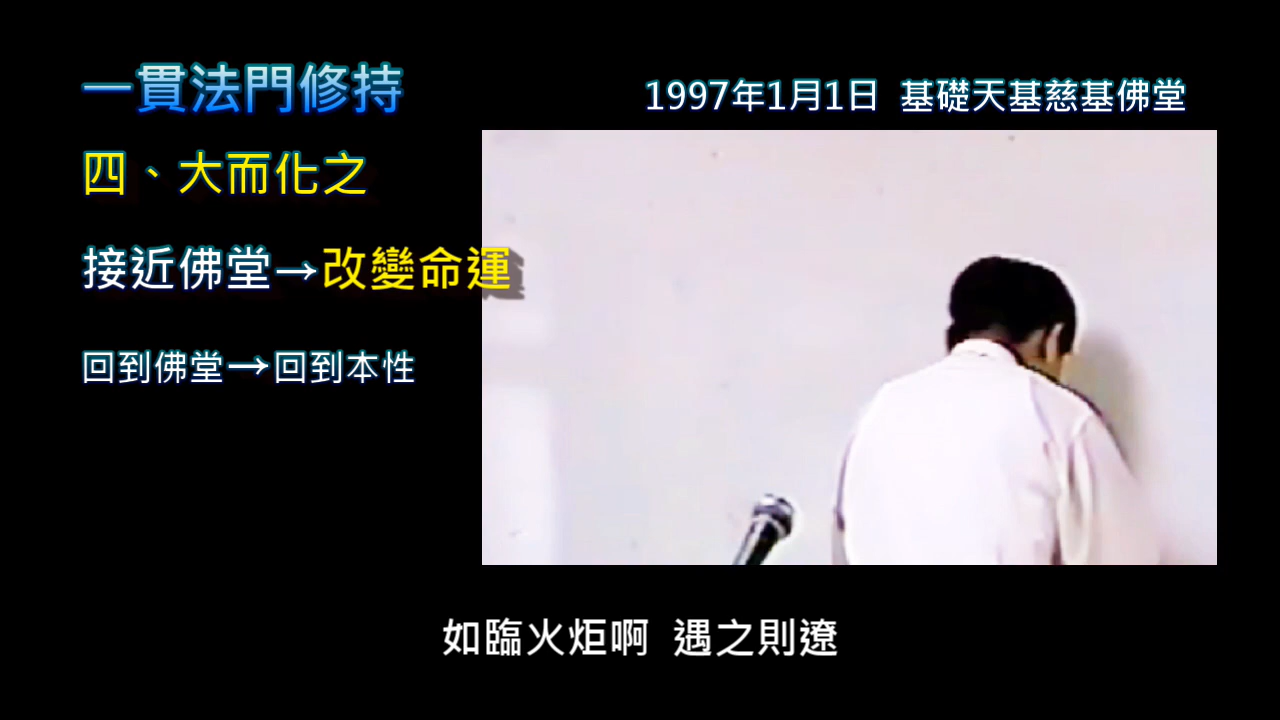 一貫法門修持
1997年1月1日 基礎天基慈基佛堂
四、大而化之
接近佛堂→改變命運
回到佛堂→回到本性
如臨火炬啊 遇之則遼